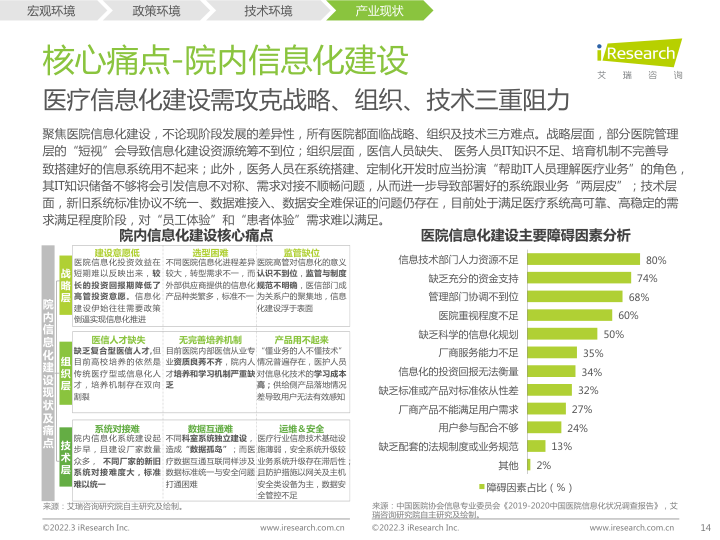 宏观环境
政策环境
技术环境
产业现状
核心痛点-院内信息化建设
iResearch
艾 瑞 咨 询
医疗信息化建设需攻克战略、组织、技术三重阻力
聚焦医院信息化建设，不论现阶段发展的差异性，所有医院都面临战略、组织及技术三方难点。战略层面，部分医院管理
层的“短视”会导致信息化建设资源统筹不到位；组织层面，医信人员缺失、 医务人员IT知识不足、培育机制不完善导
致搭建好的信息系统用不起来；此外，医务人员在系统搭建、定制化开发时应当扮演“帮助IT人员理解医疗业务”的角色，
其IT知识储备不够将会引发信息不对称、需求对接不顺畅问题，从而进一步导致部署好的系统跟业务“两层皮”；技术层
面，新旧系统标准协议不统一、数据难接入、数据安全难保证的问题仍存在，目前处于满足医疗系统高可靠、高稳定的需
求满足程度阶段，对“员工体验”和“患者体验”需求难以满足。
院内信息化建设核心痛点
院内信息化建设现状及痛点
战略层
建设意愿低
医院信息化投资效益在
短期难以反映出来，较
长的投资回报期降低了
高管投资意愿。信息化
建设伊始往往需要政策
倒逼实现信息化推进
选型困难
不同医院信息化进程差异
较大，转型需求不一，而
外部供应商提供的信息化
产品种类繁多，标准不一
监管缺位
医院高管对信息化的意义
认识不到位，监管与制度
规范不明确，医信部门成
为关系户的聚集地，信息
化建设浮于表面
组织层
医信人才缺失
缺乏复合型医信人才,但
目前高校培养的依然是
传统医疗型或信息化人
才，培养机制存在双向
割裂
无完善培养机制
目前医院内部医信从业专
业资质良莠不齐，院内人
才培养和学习机制严重缺
乏
产品用不起来
“懂业务的人不懂技术”
情况普遍存在，医护人员
对信息化技术的学习成本
高；供给侧产品落地情况
差导致用户无法有效感知
技术层
系统对接难
院内信息化系统建设起
步早，且建设厂家数量
众多， 不同厂家的新旧
系统对接难度大，标准
难以统一
数据互通难
不同科室系统独立建设，
造成“数据孤岛”；而医
疗数据互通互联同样涉及
数据标准统一与安全问题
打通困难
运维＆安全
医疗行业信息技术基础设
施薄弱，安全系统升级较
业务系统升级存在滞后性；
且防护措施以网关及主机
安全类设备为主，数据安
全管控不足
来源：艾瑞咨询研究院自主研究及绘制。
医院信息化建设主要障碍因素分析
信息技术部门人力资源不足 80%
缺乏充分的资金支持 74%
管理部门协调不到位 68%
医院重视程度不足 60%
缺乏科学的信息化规划 50%
厂商服务能力不足 35%
信息化的投资回报无法衡量 34%
缺乏标准或产品对标准依从性差 32%
厂商产品不能满足用户需求 27%
用户参与配合不够 24%
缺乏配套的法规制度或业务规范 13%
其他 2%
障碍因素占比（%）
来源：中国医院协会信息专业委员会《2019-2020中国医院信息化状况调查报告》，艾
瑞咨询研究院自主研究及绘制。
©2022.3 iResearch Inc. www.iresearch.com.cn
©2022.3 iResearch Inc. www.iresearch.com.cn
14